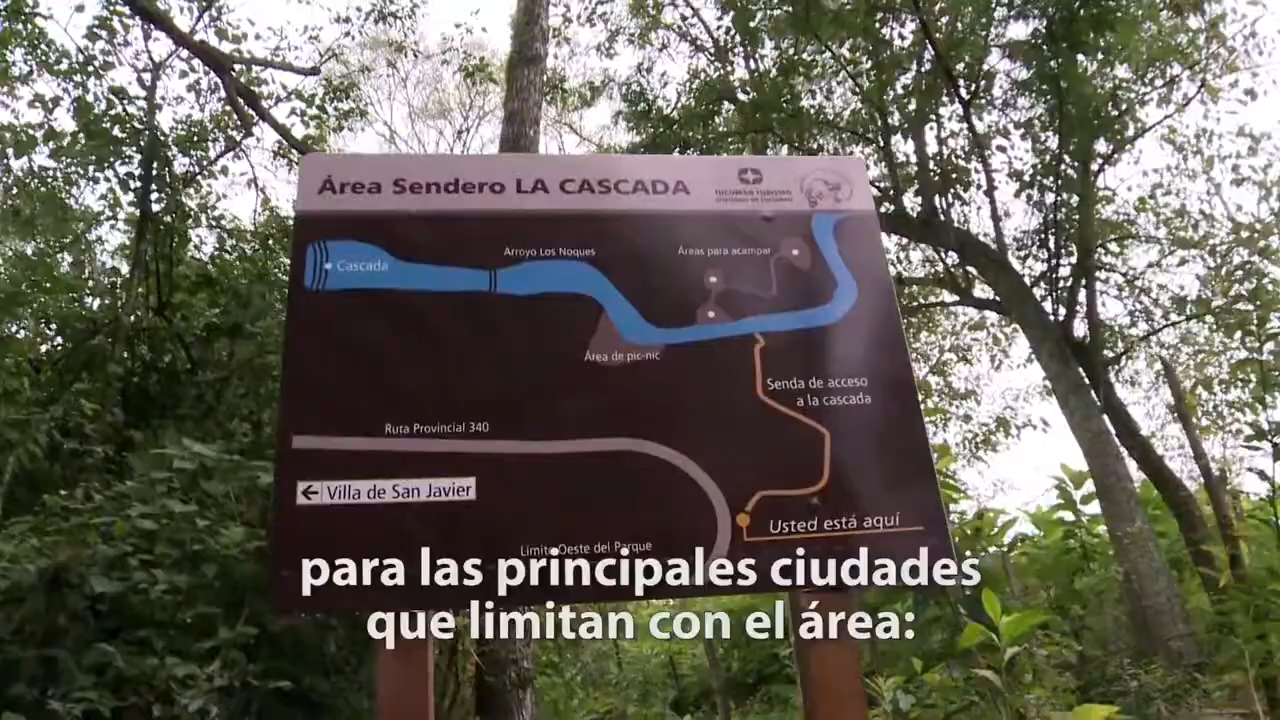 Área Sendero LA CASCADA
TUCUMÁN TURISMO
Arroyo Los Noques
Áreas para acampar
Cascada
Área de pic-nic
Senda de acceso
a la cascada
Ruta Provincial 340
Villa de San Javier
Usted está aquí
Limite Oeste del Parque
para las principales ciudades
que limitan con el área: